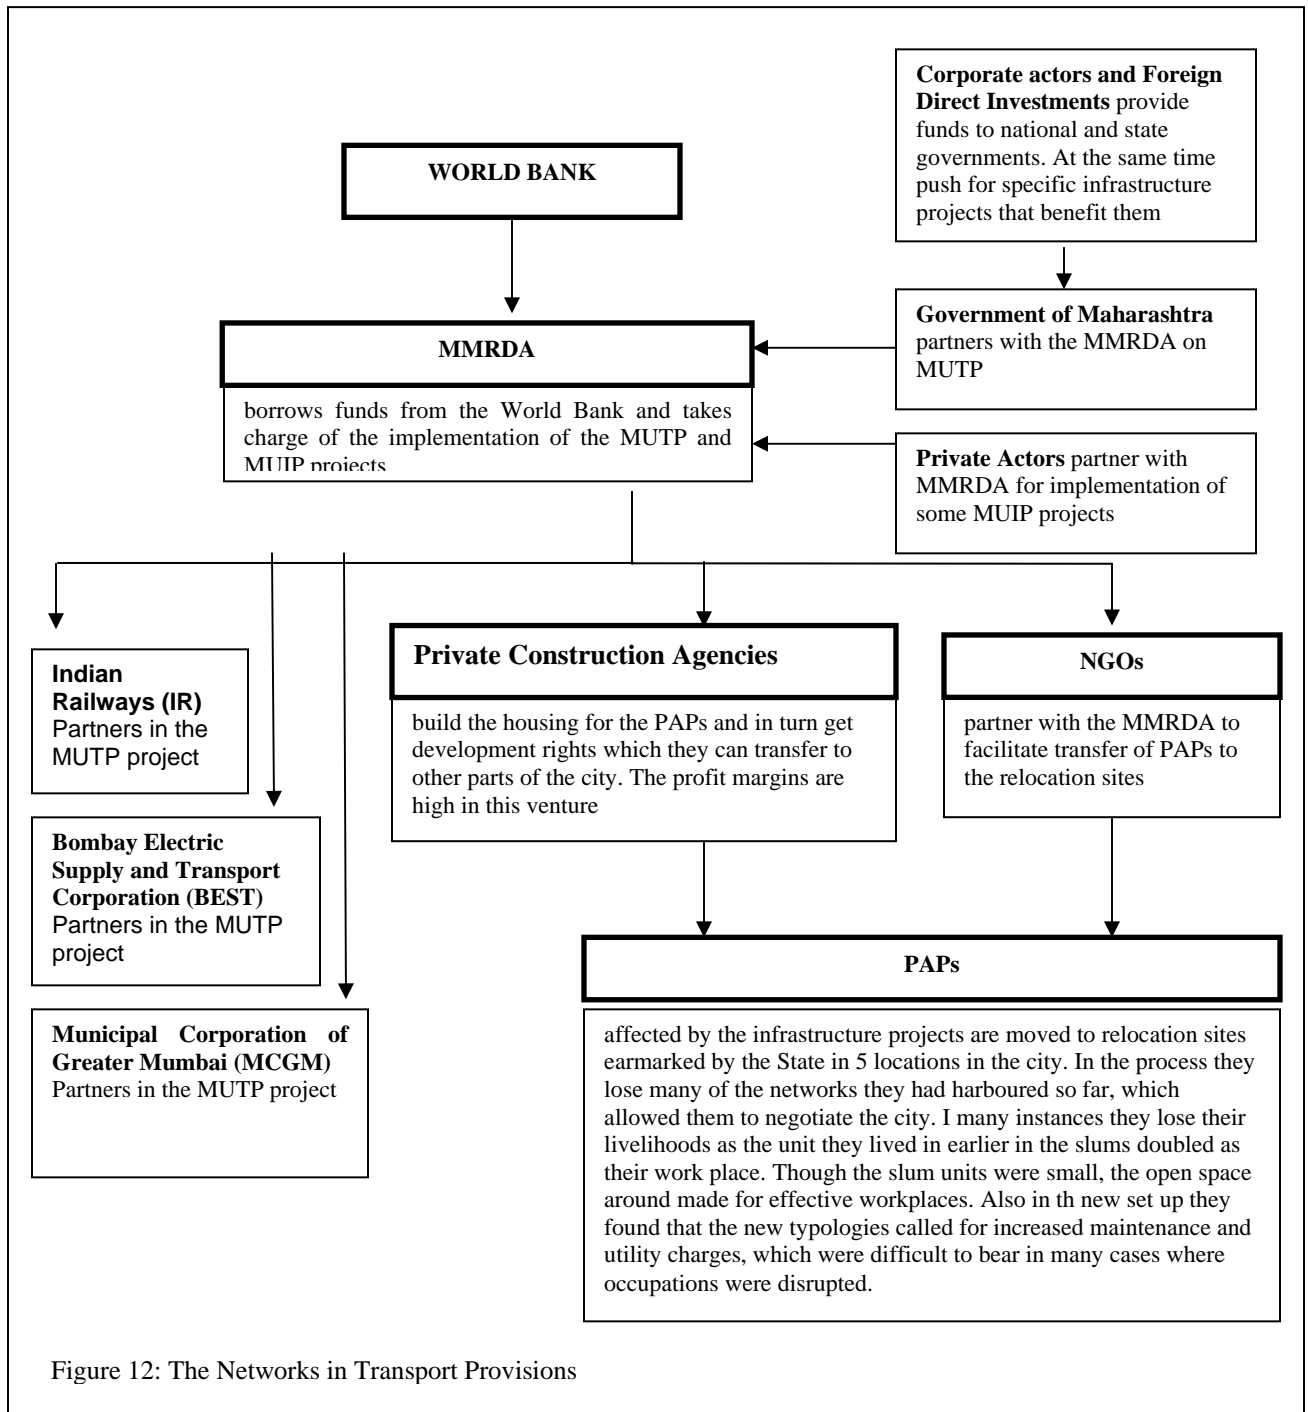 Corporate actors and Foreign
Direct Investments provide
funds to national and state
governments. At the same time
push for specific infrastructure
projects that benefit them
WORLD BANK
Government of Maharashtra
partners with the MMRDA on
MUTP
MMRDA
borrows funds from the World Bank and takes
charge of the implementation of the MUTP and
MUIP projects
Private Actors partner with
MMRDA for implementation of
some MUIP projects
Indian
Railways (IR)
Partners in the
MUTP project
Private Construction Agencies
build the housing for the PAPs and in turn get
development rights which they can transfer to
other parts of the city. The profit margins are
high in this venture
NGOs
partner with the MMRDA to
facilitate transfer of PAPs to
the relocation sites
Bombay Electric
Supply and Transport
Corporation (BEST)
Partners in the MUTP
project
Municipal Corporation of
Greater Mumbai (MCGM)
Partners in the MUTP project
PAPs
affected by the infrastructure projects are moved to relocation sites
earmarked by the State in 5 locations in the city. In the process they
lose many of the networks they had harboured so far, which
allowed them to negotiate the city. I many instances they lose their
livelihoods as the unit they lived in earlier in the slums doubled as
their work place. Though the slum units were small, the open space
around made for effective workplaces. Also in th new set up they
found that the new typologies called for increased maintenance and
utility charges, which were difficult to bear in many cases where
occupations were disrupted.
Figure 12: The Networks in Transport Provisions